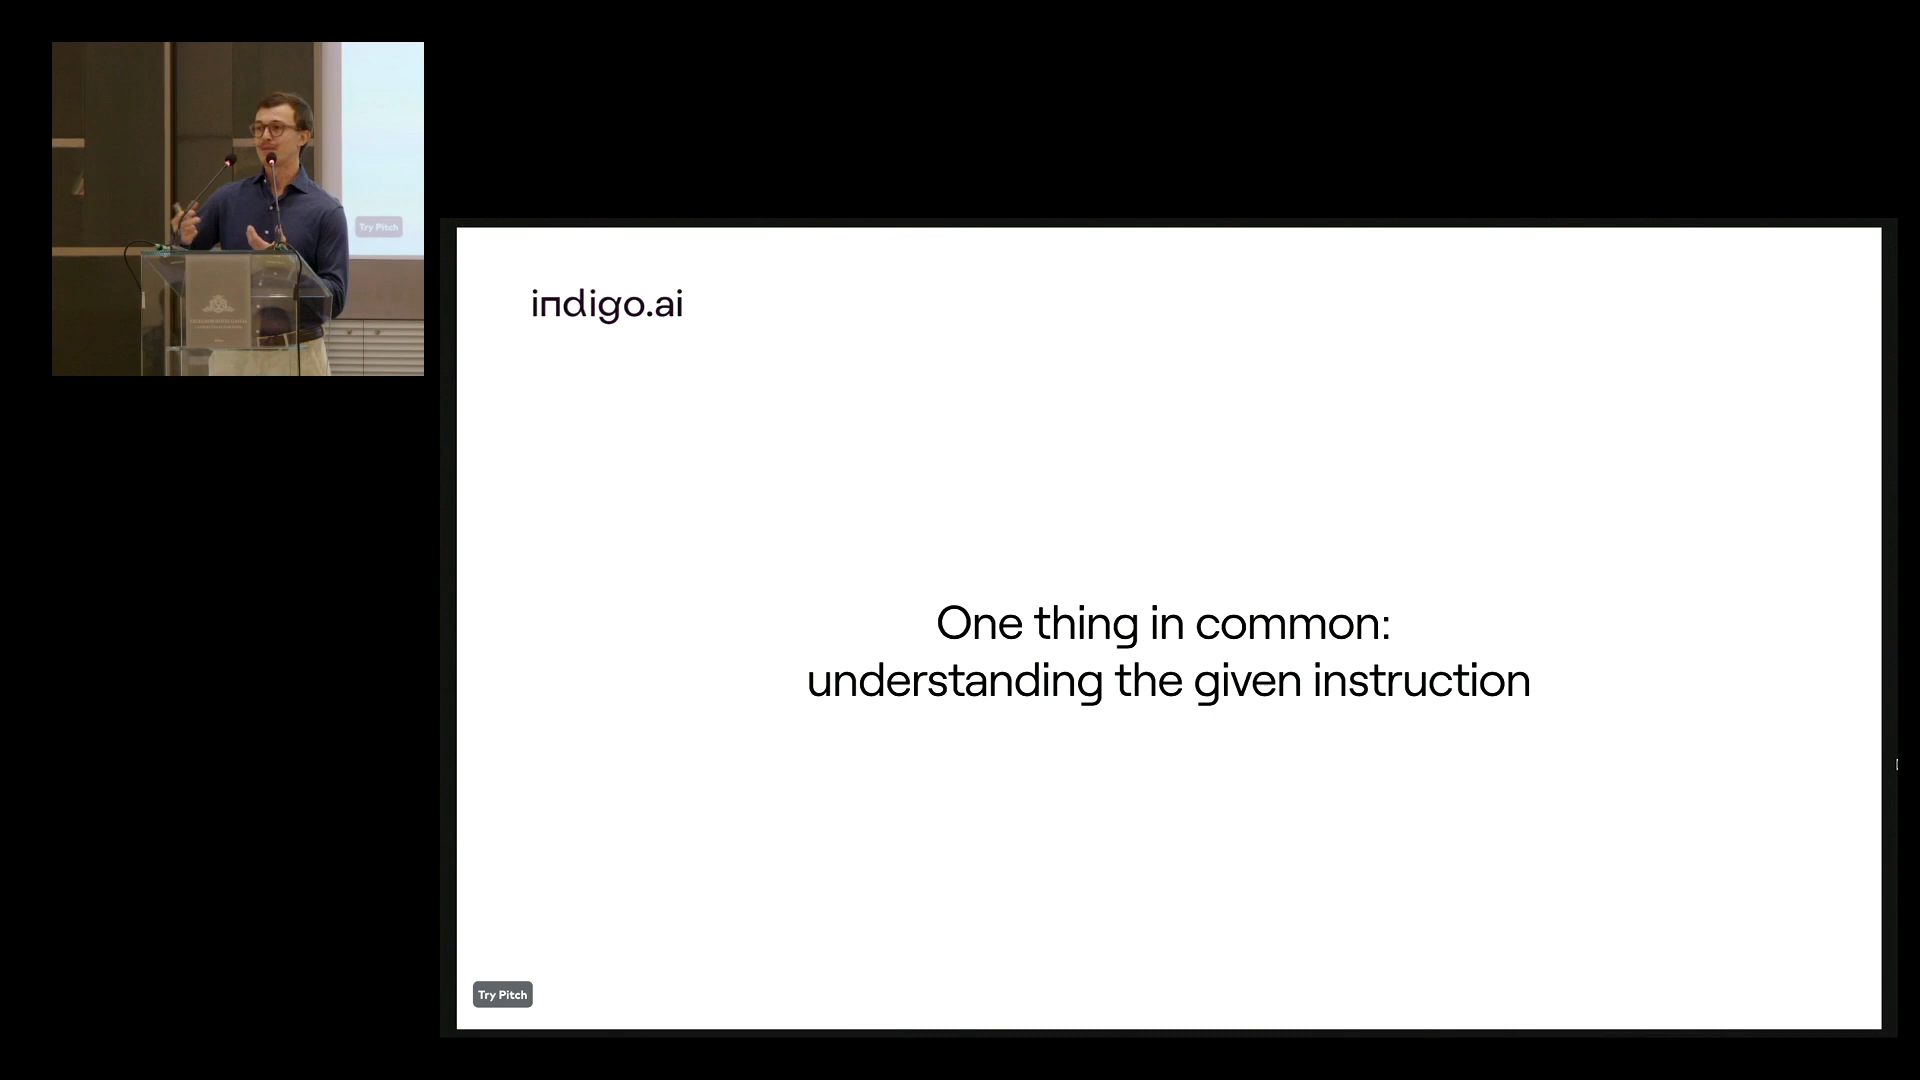 Try Pitch
indigo.ai
One thing in common:
understanding the given instruction
Try Pitch